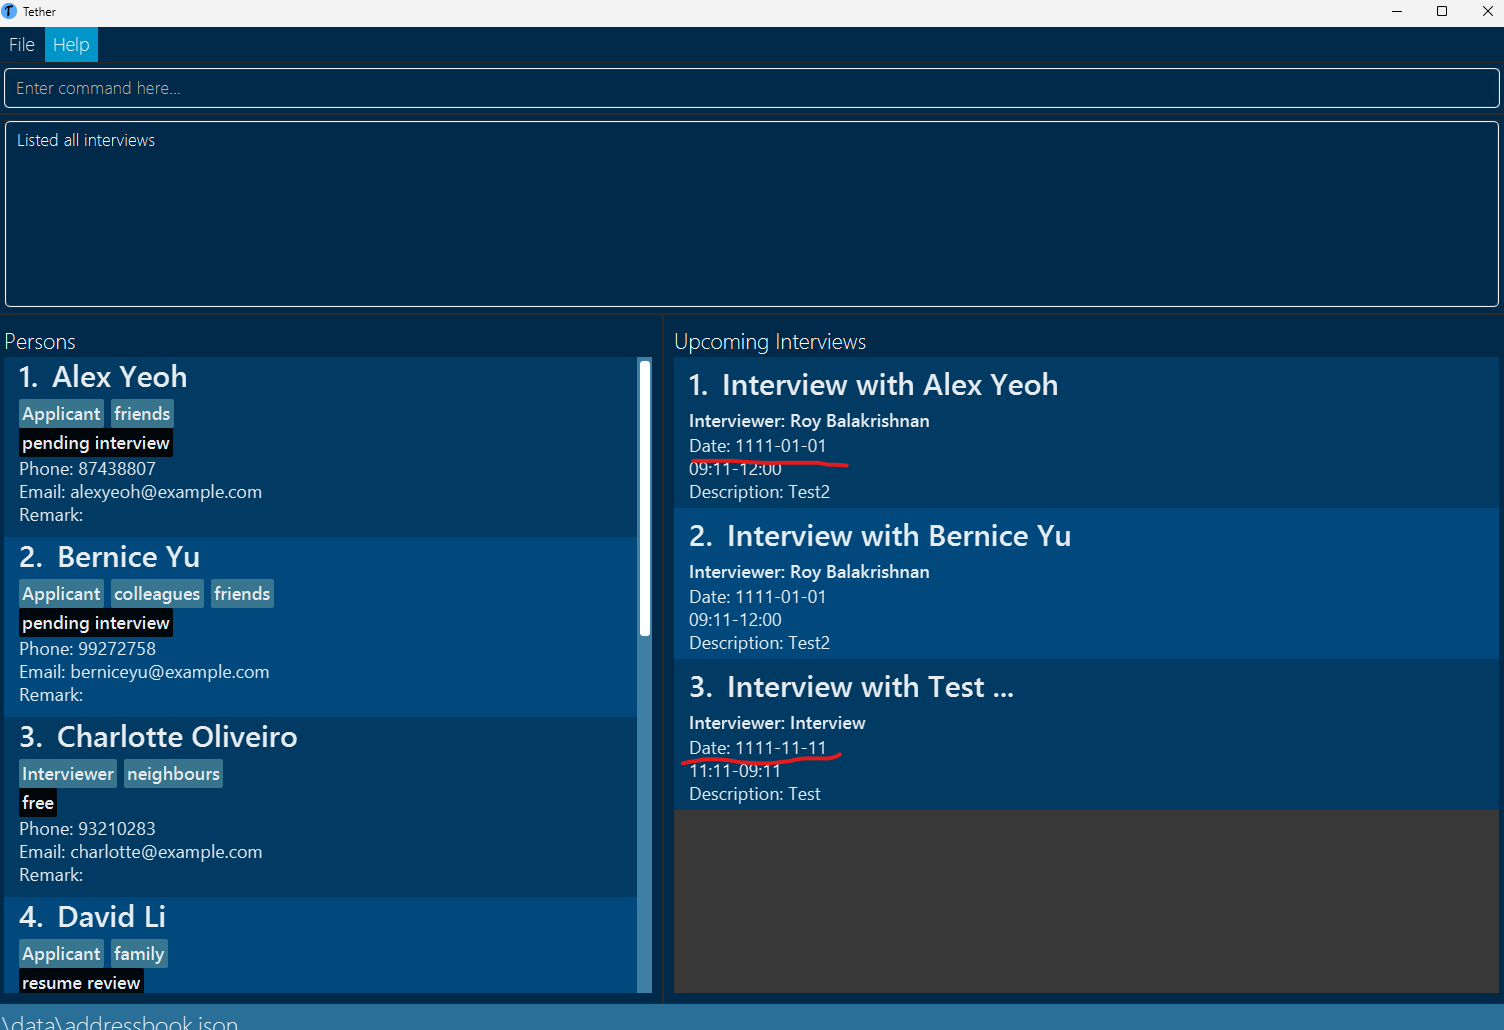 Tether
File Help
Enter command here...
Listed all interviews
Persons
1. Alex Yeoh
Applicant friends
pending interview
Phone: 87438807
Email: alexyeoh@example.com
Remark:
2. Bernice Yu
Applicant colleagues friends
pending interview
Phone: 99272758
Email: berniceyu@example.com
Remark:
3. Charlotte Oliveiro
Interviewer neighbours
free
Phone: 93210283
Email: charlotte@example.com
Remark:
4. David Li
Applicant family
resume review
Upcoming Interviews
1. Interview with Alex Yeoh
Interviewer: Roy Balakrishnan
Date: 1111-01-01
09:11-12:00
Description: Test2
2. Interview with Bernice Yu
Interviewer: Roy Balakrishnan
Date: 1111-01-01
09:11-12:00
Description: Test2
3. Interview with Test ...
Interviewer: Interview
Date: 1111-11-11
11:11-09:11
Description: Test
\data\addressbook.json